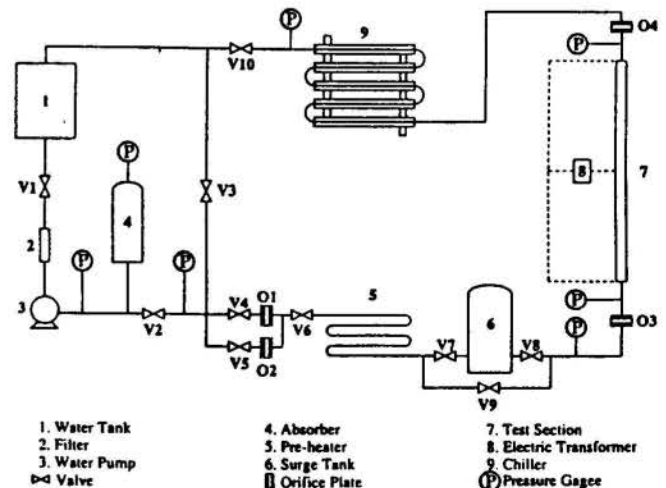 P
9
O4
V10
P
1
P
V1
V3
4
8
7
2
P
P
O1
5
P
3
V4
6
O3
V2
V6
P
V5
V7
V8
O2
V9
1. Water Tank
2. Filter
3. Water Pump
Valve
4. Absorber
5. Pre-heater
6. Surge Tank
Orifice Plate
7. Test Section
8. Electric Transformer
9. Chiller
P Pressure Gagee